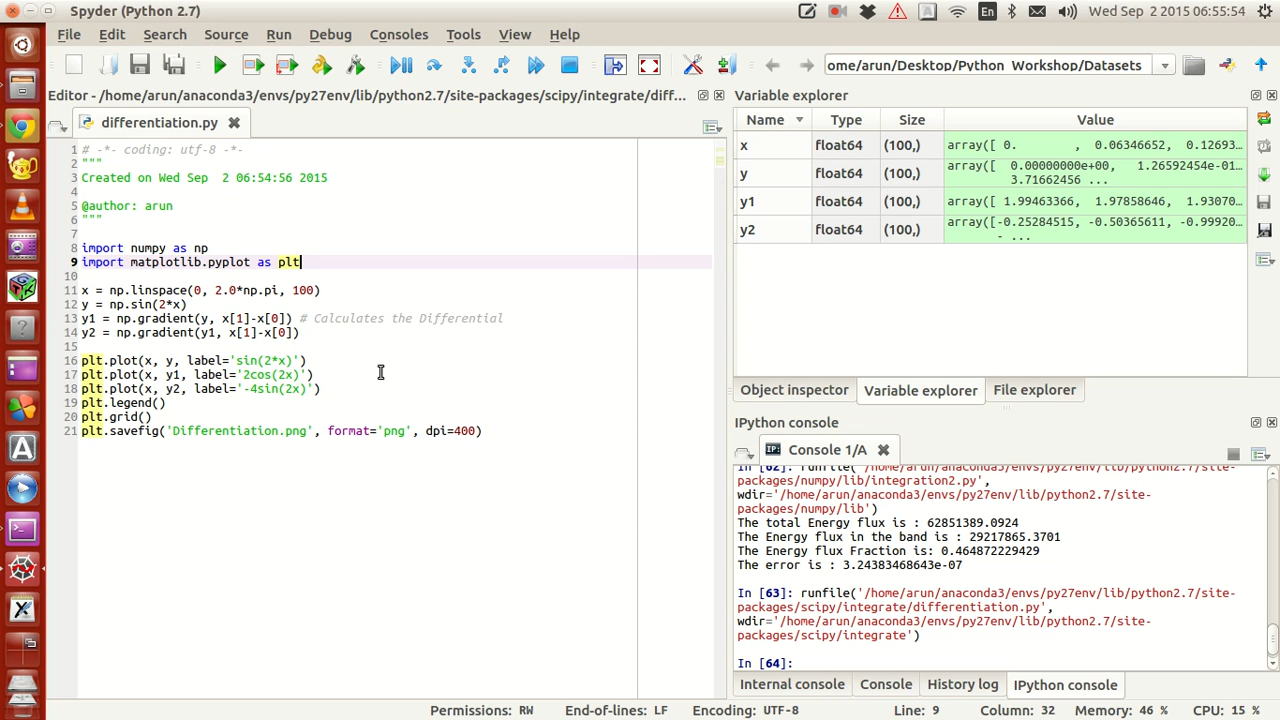 Spyder (Python 2.7)
En
Wed Sep 2 2015 06:55:54
File Edit Search Source Run Debug Consoles Tools View Help
ome/arun/Desktop/Python Workshop/Datasets
Editor - /home/arun/anaconda3/envs/py27env/lib/python2.7/site-packages/scipy/integrate/diff...
differentiation.py
1 # -*- coding: utf-8 -*-
2 """
3 Created on Wed Sep  2 06:54:56 2015
4
5 @author: arun
6 """
7
8 import numpy as np
9 import matplotlib.pyplot as plt
10
11 x = np.linspace(0, 2.0*np.pi, 100)
12 y = np.sin(2*x)
13 y1 = np.gradient(y, x[1]-x[0]) # Calculates the Differential
14 y2 = np.gradient(y1, x[1]-x[0])
15
16 plt.plot(x, y, label='sin(2*x)')
17 plt.plot(x, y1, label='2cos(2x)')
18 plt.plot(x, y2, label='-4sin(2x)')
19 plt.legend()
20 plt.grid()
21 plt.savefig('Differentiation.png', format='png', dpi=400)
Variable explorer
Name Type Size Value
x float64 (100,) array([ 0. , 0.06346652, 0.12693...
y float64 (100,) array([ 0.00000000e+00, 1.26592454e-01...
3.71662456 ...
y1 float64 (100,) array([ 1.99463366, 1.97858646, 1.93070...
y2 float64 (100,) array([-0.25284515, -0.50365611, -0.99920...
- ...
Object inspector Variable explorer File explorer
IPython console
IP: Console 1/A
In [62]: runfile('/home/arun/anaconda3/envs/py27env/lib/python2.7/site-
packages/numpy/lib/integration2.py',
wdir='/home/arun/anaconda3/envs/py27env/lib/python2.7/site-
packages/numpy/lib')
The total Energy flux is : 62851389.0924
The Energy flux in the band is : 29217865.3701
The Energy flux Fraction is: 0.464872229429
The error is : 3.24383468643e-07
In [63]: runfile('/home/arun/anaconda3/envs/py27env/lib/python2.7/site-
packages/scipy/integrate/differentiation.py',
wdir='/home/arun/anaconda3/envs/py27env/lib/python2.7/site-
packages/scipy/integrate')
In [64]:
Internal console Console History log IPython console
Permissions: RW End-of-lines: LF Encoding: UTF-8 Line: 9 Column: 32 Memory: 46 % CPU: 15 %